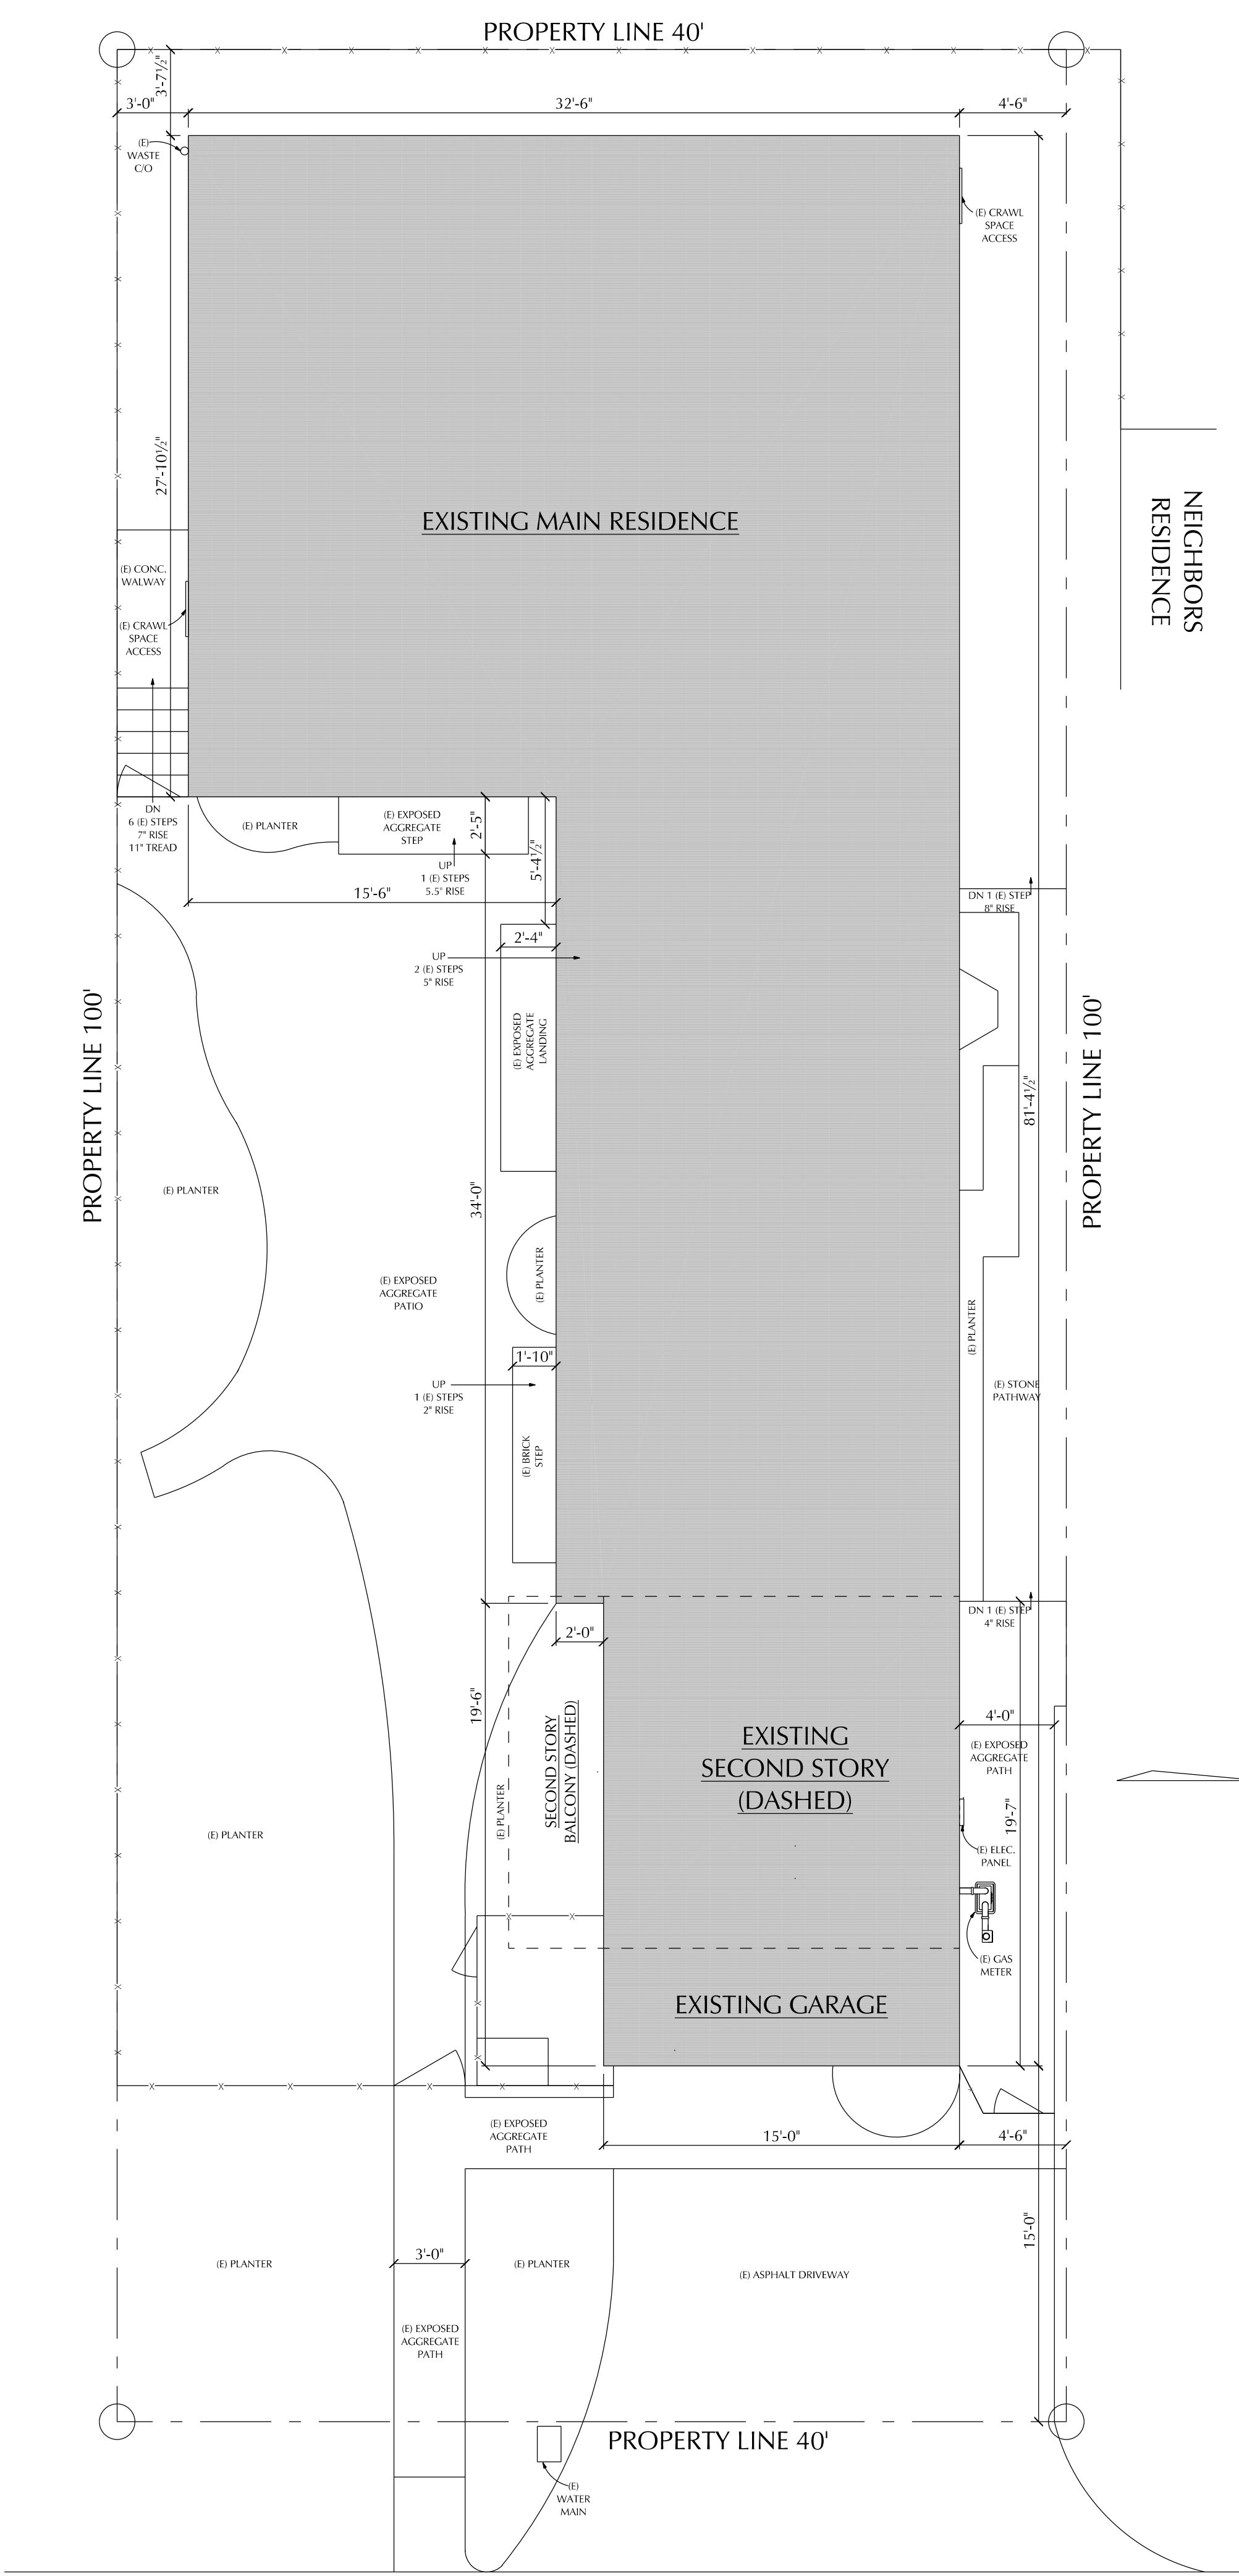 PROPERTY LINE 40'
3'-7½"
3'-0"
32'-6"
4'-6"
(E)
WASTE
C/O
(E) CRAWL
SPACE
ACCESS
27'-10½"
EXISTING MAIN RESIDENCE
NEIGHBORS
RESIDENCE
(E) CONC.
WALWAY
(E) CRAWL
SPACE
ACCESS
DN
6 (E) STEPS
7" RISE
11" TREAD
(E) PLANTER
(E) EXPOSED
AGGREGATE
STEP
2'-5"
5'-4½"
UP
1 (E) STEPS
5.5" RISE
15'-6"
DN 1 (E) STEP
8" RISE
2'-4"
UP
2 (E) STEPS
5" RISE
(E) EXPOSED
AGGREGATE
LANDING
PROPERTY LINE 100'
81'-4½"
PROPERTY LINE 100'
(E) PLANTER
34'-0"
(E) PLANTER
(E) EXPOSED
AGGREGATE
PATIO
(E) PLANTER
1'-10"
UP
1 (E) STEPS
2" RISE
(E) STONE
PATHWAY
(E) BRICK
STEP
DN 1 (E) STEP
4" RISE
2'-0"
19'-6"
SECOND STORY
BALCONY (DASHED)
EXISTING
SECOND STORY
(DASHED)
4'-0"
(E) EXPOSED
AGGREGATE
PATH
(E) PLANTER
(E) PLANTER
19'-7"
(E) ELEC.
PANEL
(E) GAS
METER
EXISTING GARAGE
(E) EXPOSED
AGGREGATE
PATH
15'-0"
4'-6"
15'-0"
3'-0"
(E) PLANTER
(E) PLANTER
(E) ASPHALT DRIVEWAY
(E) EXPOSED
AGGREGATE
PATH
PROPERTY LINE 40'
(E)
WATER
MAIN